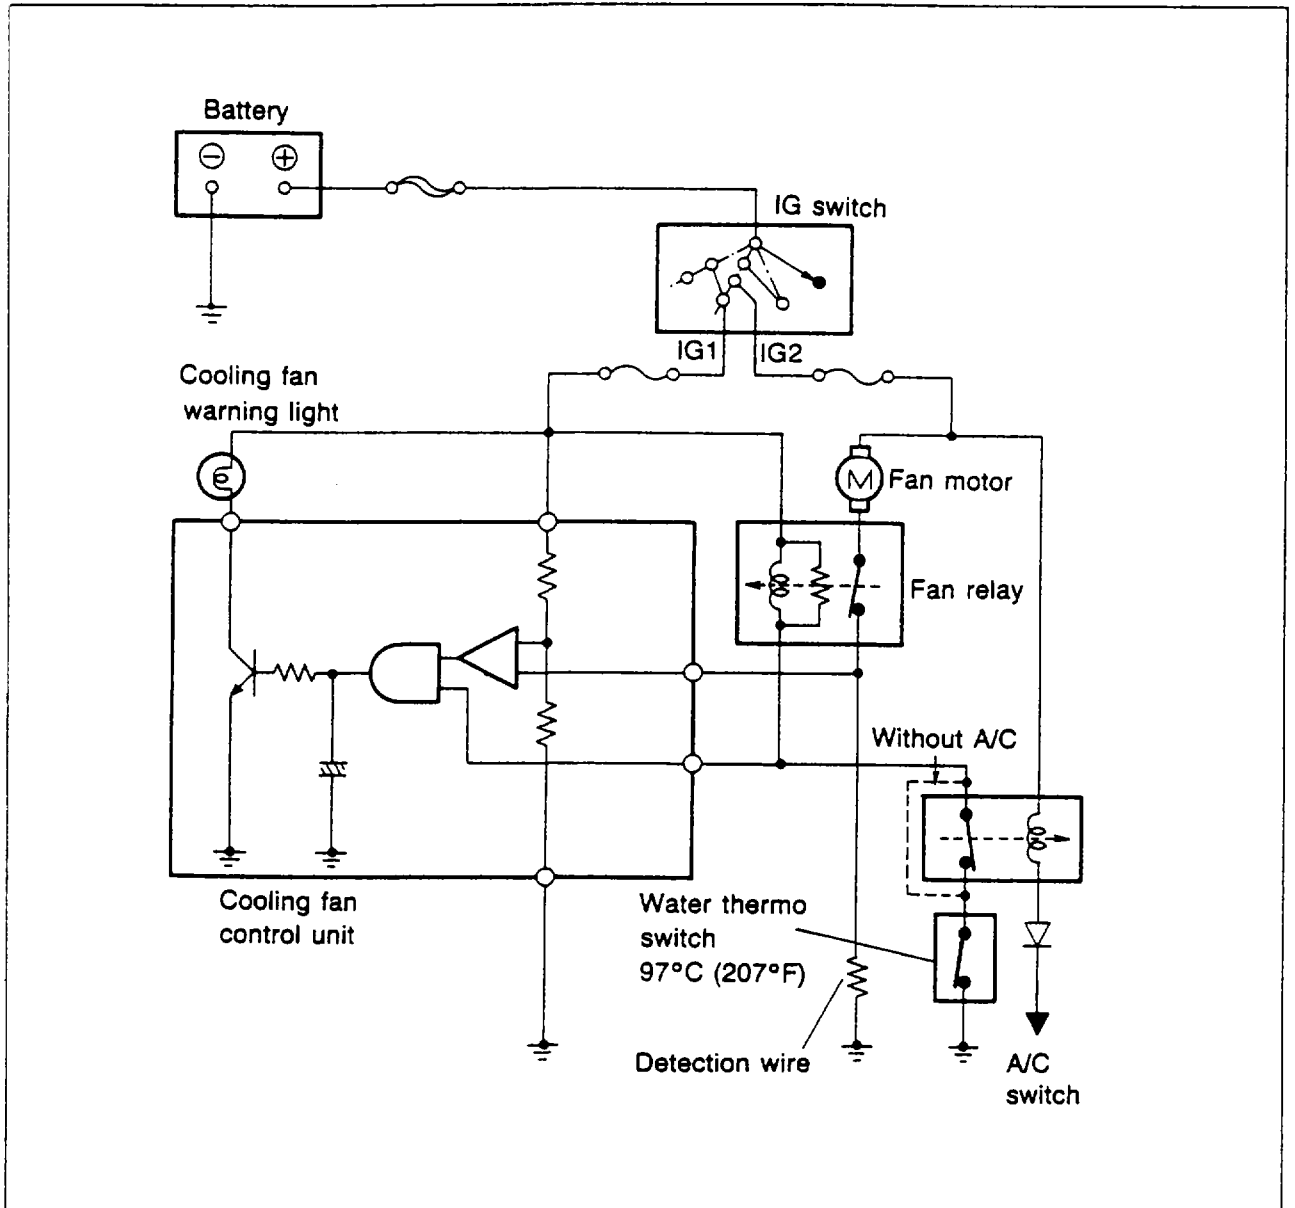 Battery
⊖ ⊕
IG switch
IG1 IG2
Cooling fan
warning light
M
Fan motor
Fan relay
Without A/C
Cooling fan
control unit
Water thermo
switch
97°C (207°F)
Detection wire
A/C
switch